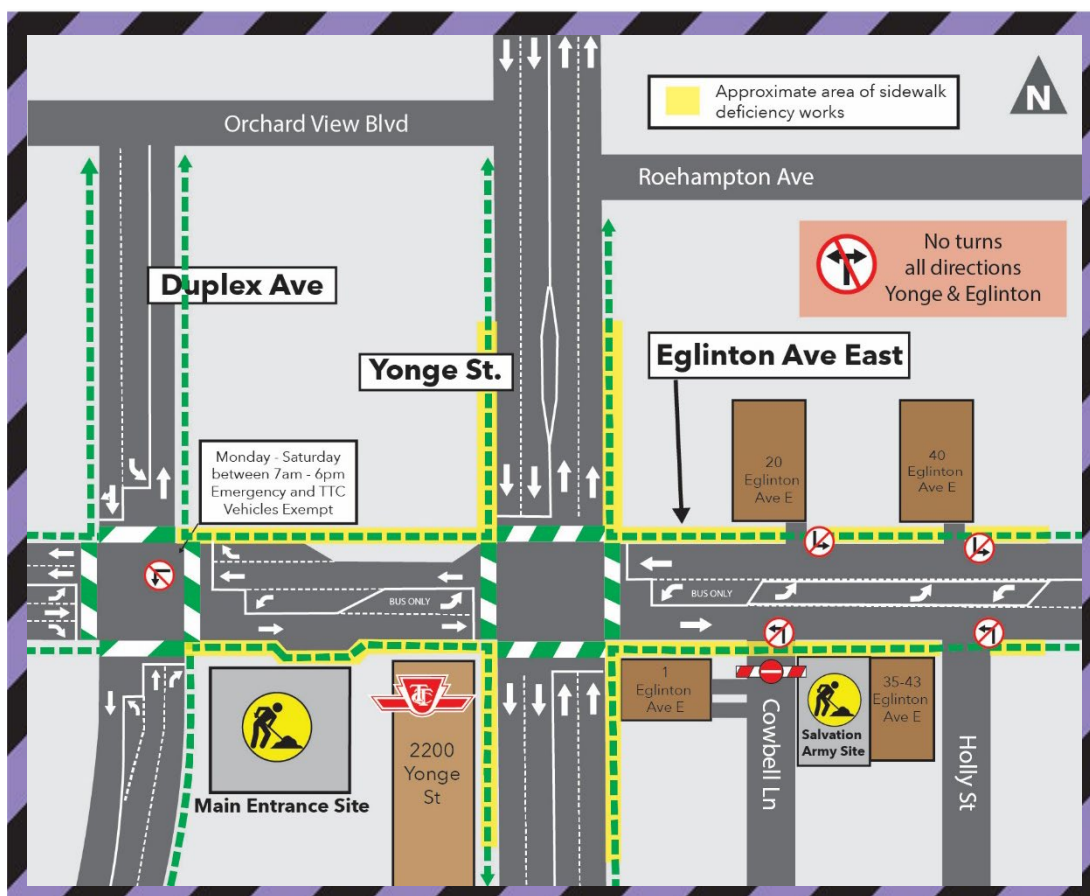 Approximate area of sidewalk
deficiency works
N
Orchard View Blvd
Roehampton Ave
No turns
all directions
Yonge & Eglinton
Duplex Ave
Yonge St.
Eglinton Ave East
Monday - Saturday
between 7am - 6pm
Emergency and TTC
Vehicles Exempt
20
Eglinton
Ave E
40
Eglinton
Ave E
BUS ONLY
BUS ONLY
Main Entrance Site
TTC
2200
Yonge
St
1
Eglinton
Ave E
Cowbell Ln
Salvation
Army Site
35-43
Eglinton
Ave E
Holly St